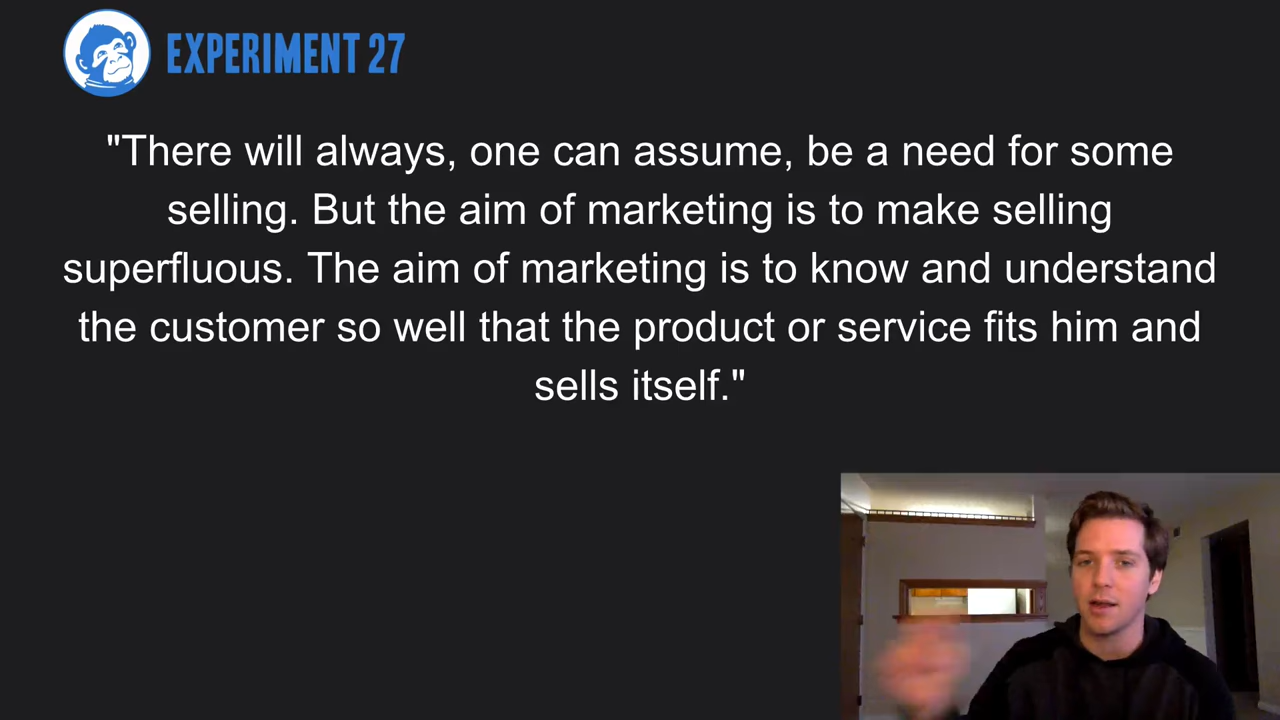 EXPERIMENT 27
"There will always, one can assume, be a need for some
selling. But the aim of marketing is to make selling
superfluous. The aim of marketing is to know and understand
the customer so well that the product or service fits him and
sells itself."